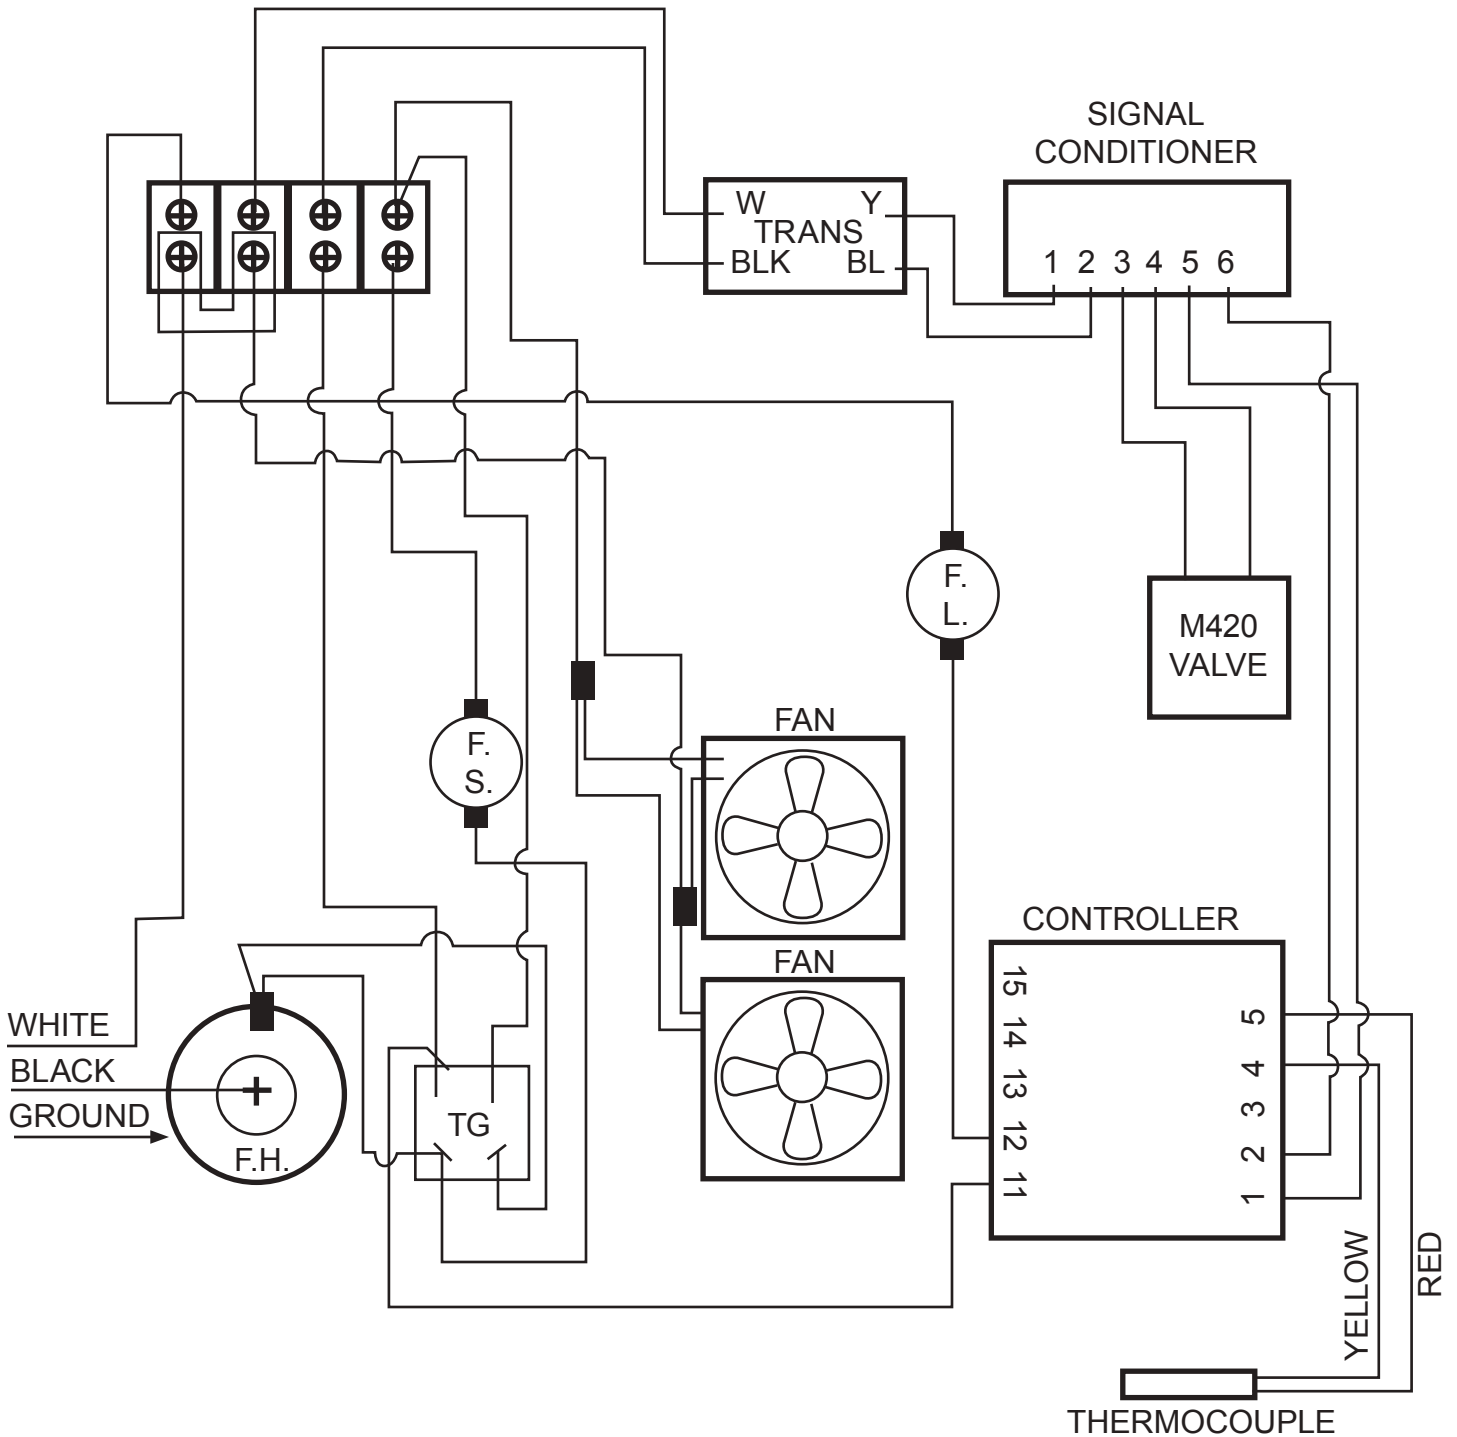 SIGNAL
CONDITIONER
W Y
TRANS
BLK BL
1 2 3 4 5 6
F.
L.
M420
VALVE
FAN
F.
S.
CONTROLLER
FAN
15
14
13
12
11
5
4
3
2
1
WHITE
BLACK
GROUND
F.H.
TG
YELLOW
RED
THERMOCOUPLE